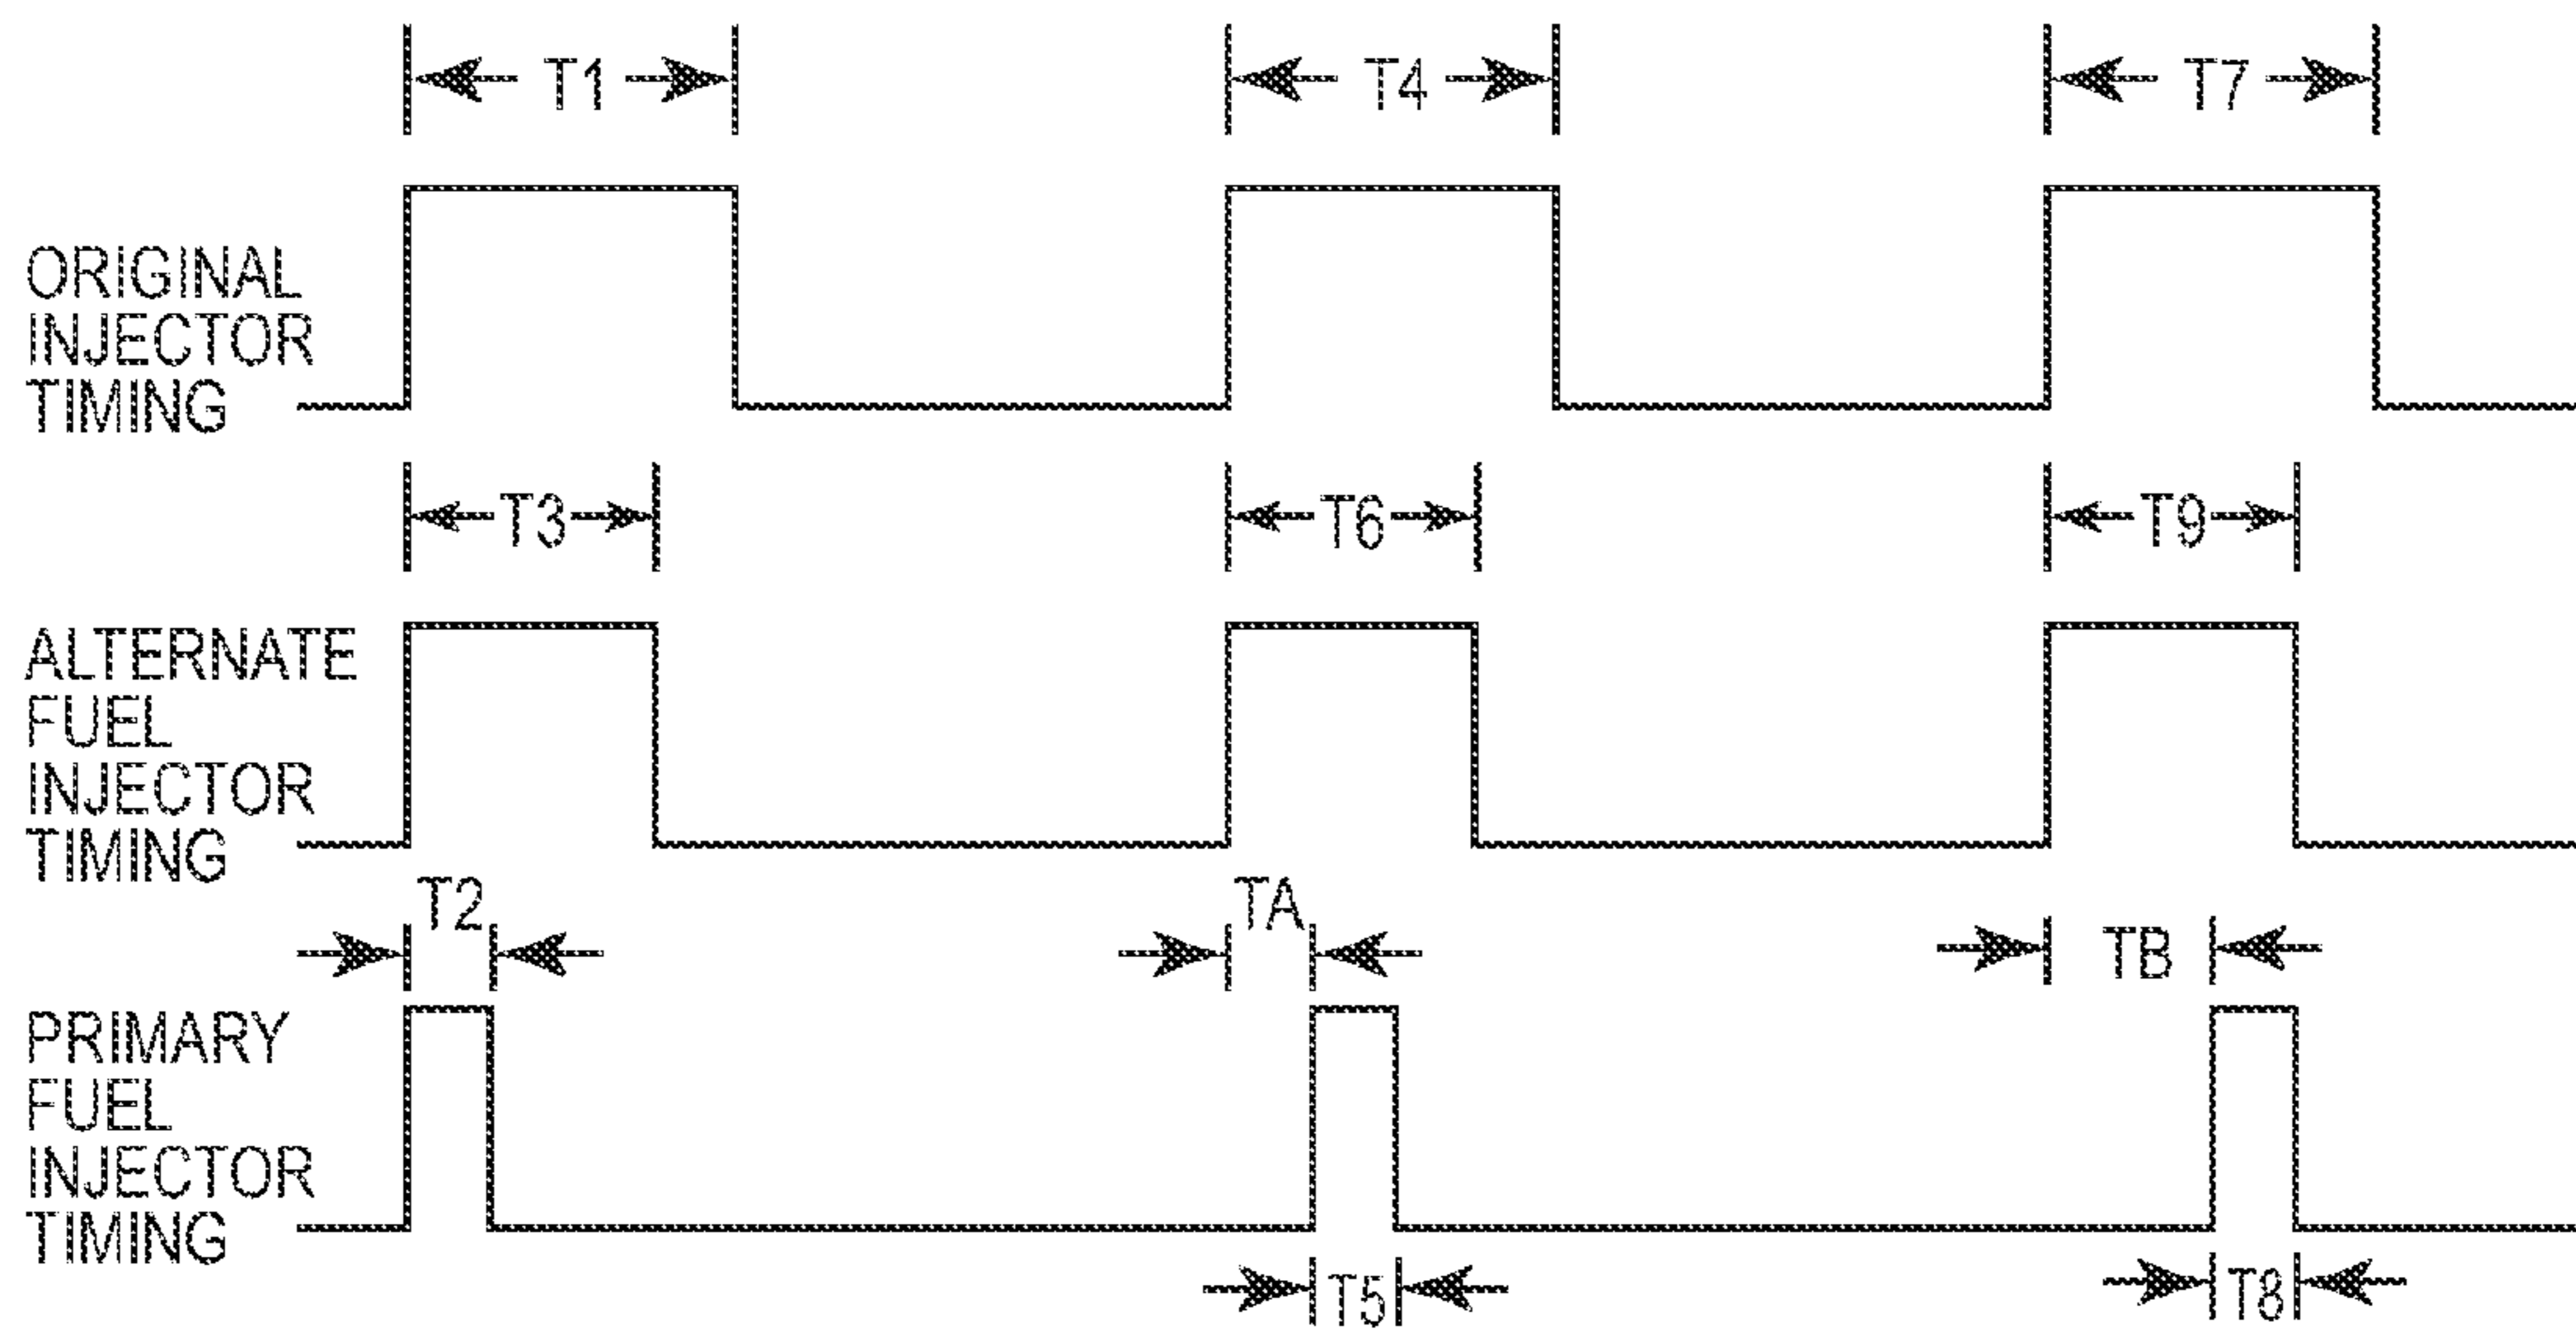 T1
T4
T7
ORIGINAL
INJECTOR
TIMING
T3
T6
T9
ALTERNATE
FUEL
INJECTOR
TIMING
T2
TA
TB
PRIMARY
FUEL
INJECTOR
TIMING
T5
T8